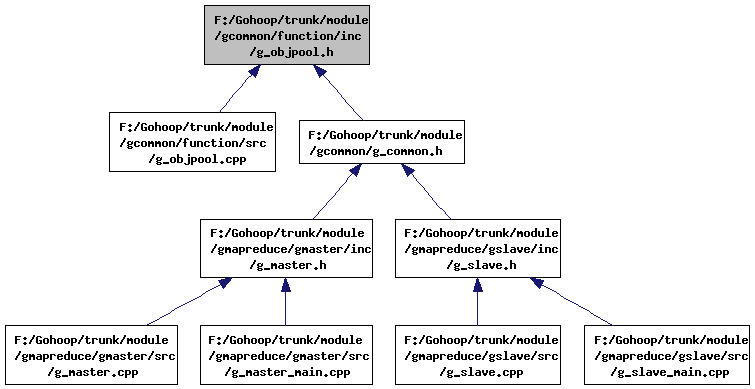 F:/Gohoop/trunk/module
/gcommon/function/inc
/g_objpool.h
F:/Gohoop/trunk/module
/gcommon/function/src
/g_objpool.cpp
F:/Gohoop/trunk/module
/gcommon/g_common.h
F:/Gohoop/trunk/module
/gmapreduce/gmaster/inc
/g_master.h
F:/Gohoop/trunk/module
/gmapreduce/gslave/inc
/g_slave.h
F:/Gohoop/trunk/module
/gmapreduce/gmaster/src
/g_master.cpp
F:/Gohoop/trunk/module
/gmapreduce/gmaster/src
/g_master_main.cpp
F:/Gohoop/trunk/module
/gmapreduce/gslave/src
/g_slave.cpp
F:/Gohoop/trunk/module
/gmapreduce/gslave/src
/g_slave_main.cpp